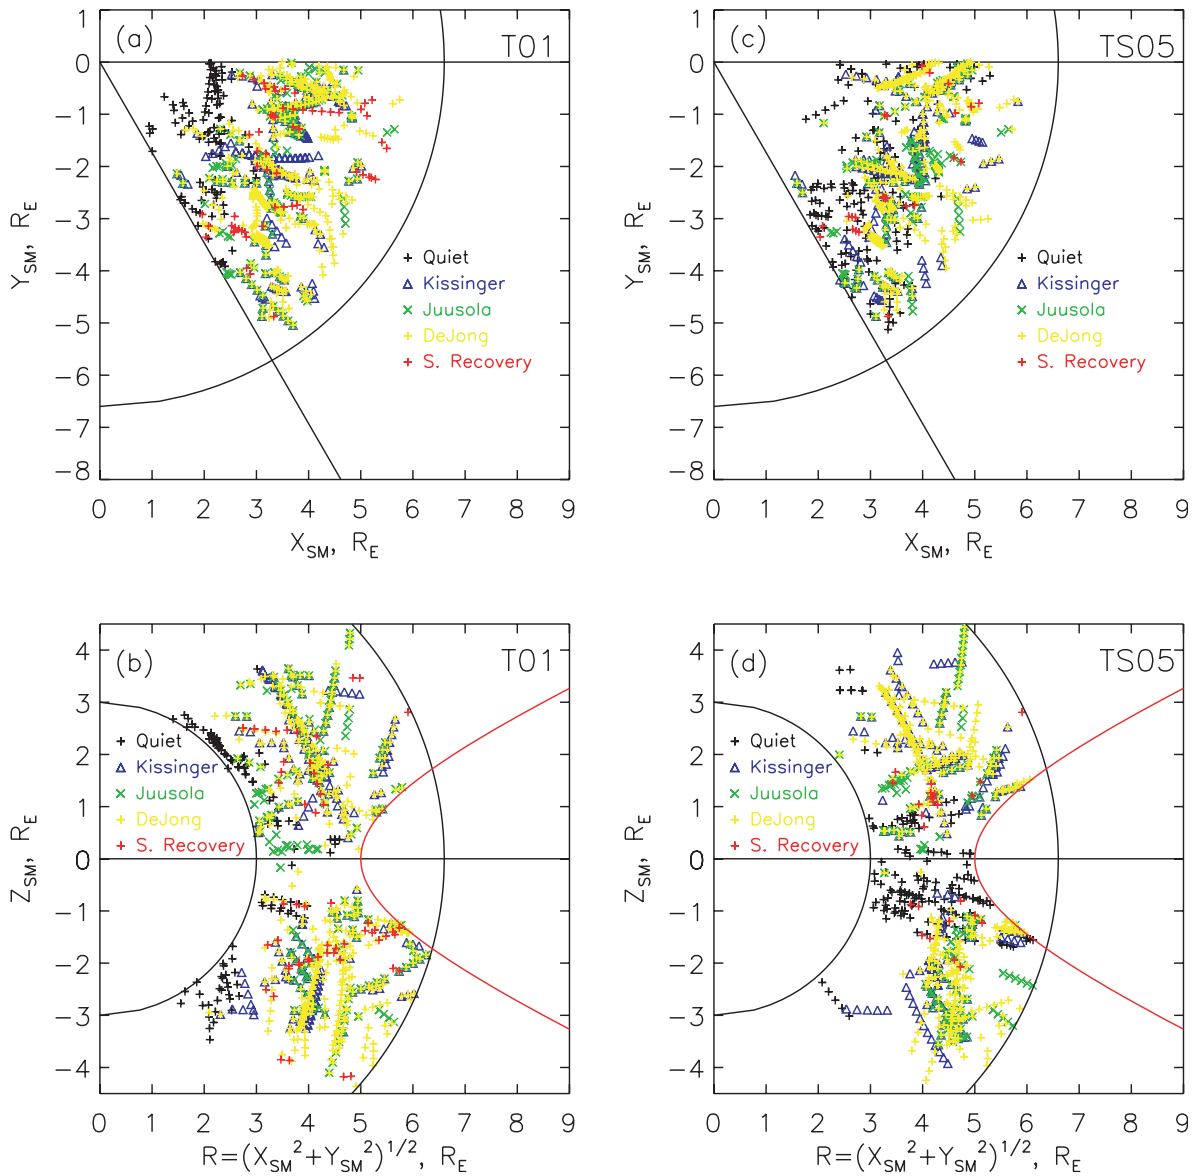 (a)
T01
1
0
−1
−2
−3
−4
−5
−6
−7
−8
Y_SM, R_E
Quiet
Kissinger
Juusola
DeJong
S. Recovery
0 1 2 3 4 5 6 7 8 9
X_SM, R_E
(c)
TS05
1
0
−1
−2
−3
−4
−5
−6
−7
−8
Y_SM, R_E
Quiet
Kissinger
Juusola
DeJong
S. Recovery
0 1 2 3 4 5 6 7 8 9
X_SM, R_E
(b)
T01
4
3
2
1
0
−1
−2
−3
−4
Z_SM, R_E
Quiet
Kissinger
Juusola
DeJong
S. Recovery
0 1 2 3 4 5 6 7 8 9
R=(X_SM^2+Y_SM^2)^1/2, R_E
(d)
TS05
4
3
2
1
0
−1
−2
−3
−4
Z_SM, R_E
Quiet
Kissinger
Juusola
DeJong
S. Recovery
0 1 2 3 4 5 6 7 8 9
R=(X_SM^2+Y_SM^2)^1/2, R_E